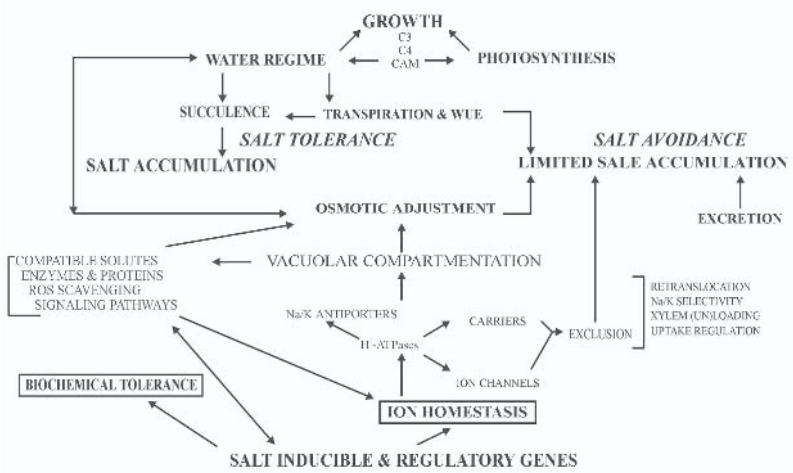 GROWTH
C3
C4
CAM
WATER REGIME
PHOTOSYNTHESIS
SUCCULENCE
TRANSPIRATION & WUE
SALT TOLERANCE
SALT AVOIDANCE
SALT ACCUMULATION
LIMITED SALE ACCUMULATION
OSMOTIC ADJUSTMENT
EXCRETION
COMPATIBLE SOLUTES
ENZYMES & PROTEINS
ROS SCAVENGING
SIGNALING PATHWAYS
VACUOLAR COMPARTMENTATION
RETRANSLOCATION
Na/K SELECTIVITY
XYLEM (UN)LOADING
UPTAKE REGULATION
Na/K ANTIPORTERS
CARRIERS
EXCLUSION
H⁺-ATPases
ION CHANNELS
BIOCHEMICAL TOLERANCE
ION HOMESTASIS
SALT INDUCIBLE & REGULATORY GENES